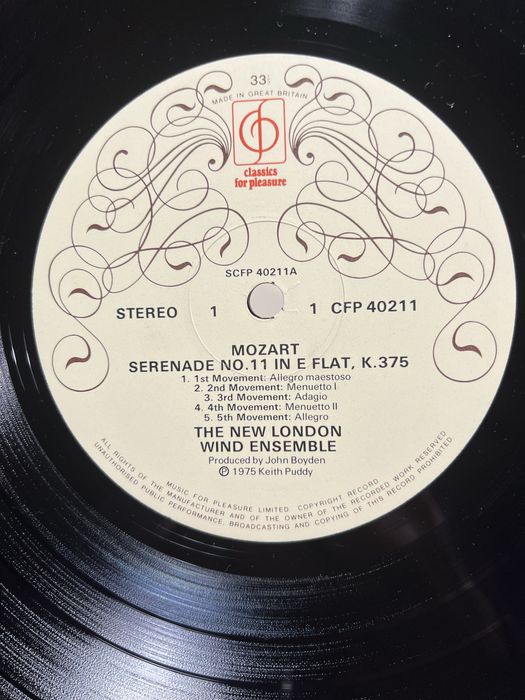 33⅓
MADE IN GREAT BRITAIN
classics
for pleasure
SCFP 40211A
STEREO 1 1 CFP 40211
MOZART
SERENADE NO.11 IN E FLAT, K.375
1. 1st Movement: Allegro maestoso
2. 2nd Movement: Menuetto I
3. 3rd Movement: Adagio
4. 4th Movement: Menuetto II
5. 5th Movement: Allegro
THE NEW LONDON
WIND ENSEMBLE
Produced by John Boyden
℗ 1975 Keith Puddy
MUSIC FOR PLEASURE LIMITED. COPYRIGHT RECORD
ALL RIGHTS OF THE MANUFACTURER AND OF THE OWNER OF THE RECORDED WORK RESERVED
UNAUTHORISED PUBLIC PERFORMANCE, BROADCASTING AND COPYING OF THIS RECORD PROHIBITED